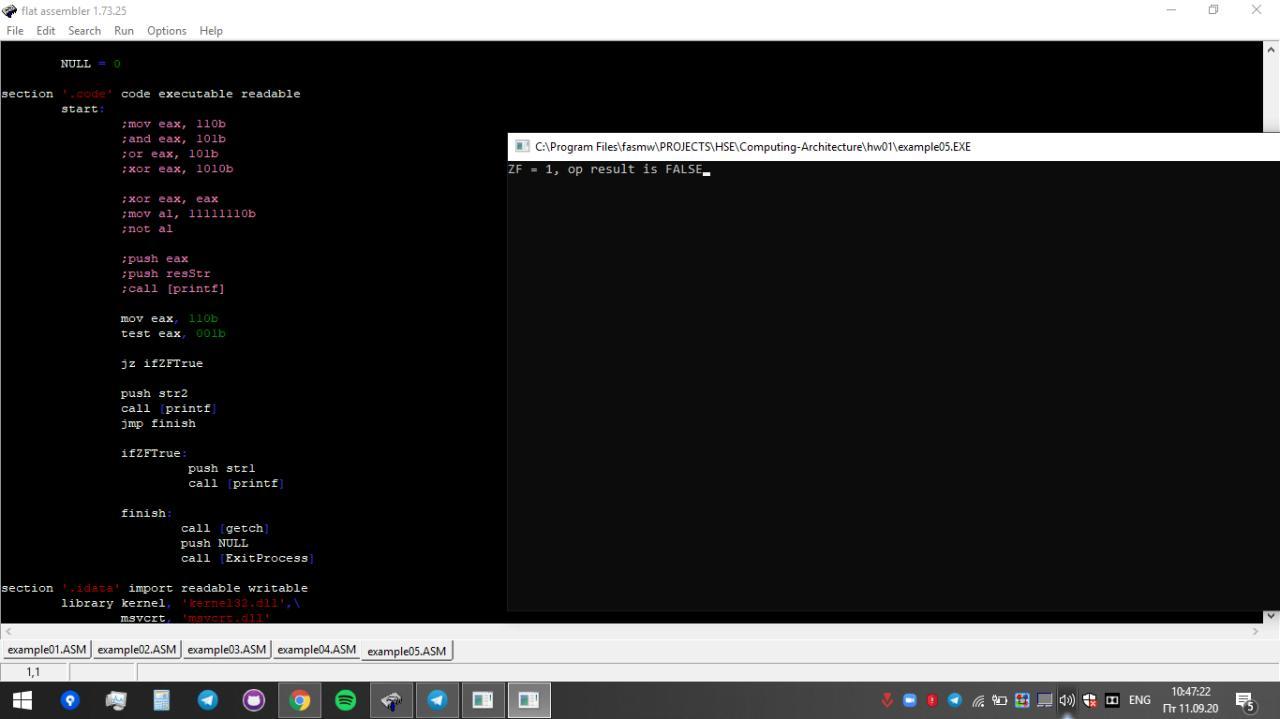 flat assembler 1.73.25
File Edit Search Run Options Help
NULL = 0
section '.code' code executable readable
start:
;mov eax, 110b
;and eax, 101b
;or eax, 101b
;xor eax, 1010b
;xor eax, eax
;mov al, 11111110b
;not al
;push eax
;push resStr
;call [printf]
mov eax, 110b
test eax, 001b
jz ifZFTrue
push str2
call [printf]
jmp finish
ifZFTrue:
push str1
call [printf]
finish:
call [getch]
push NULL
call [ExitProcess]
section '.idata' import readable writable
library kernel, 'kernel32.dll',\
msvcrt, 'msvcrt.dll'
C:\Program Files\fasmw\PROJECTS\HSE\Computing-Architecture\hw01\example05.EXE
ZF = 1, op result is FALSE
example01.ASM example02.ASM example03.ASM example04.ASM example05.ASM
1,1
ENG
10:47:22
Пт 11.09.20
5